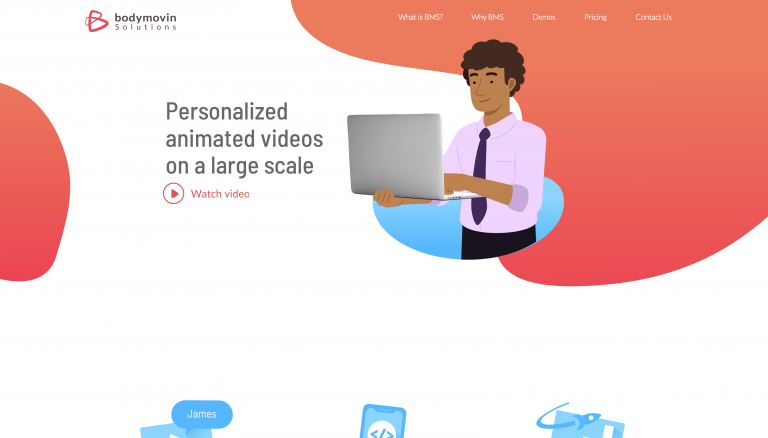 bodymovin
Solutions
What is BMS?
Why BMS
Demos
Pricing
Contact Us
Personalized
animated videos
on a large scale
Watch video
James
</>